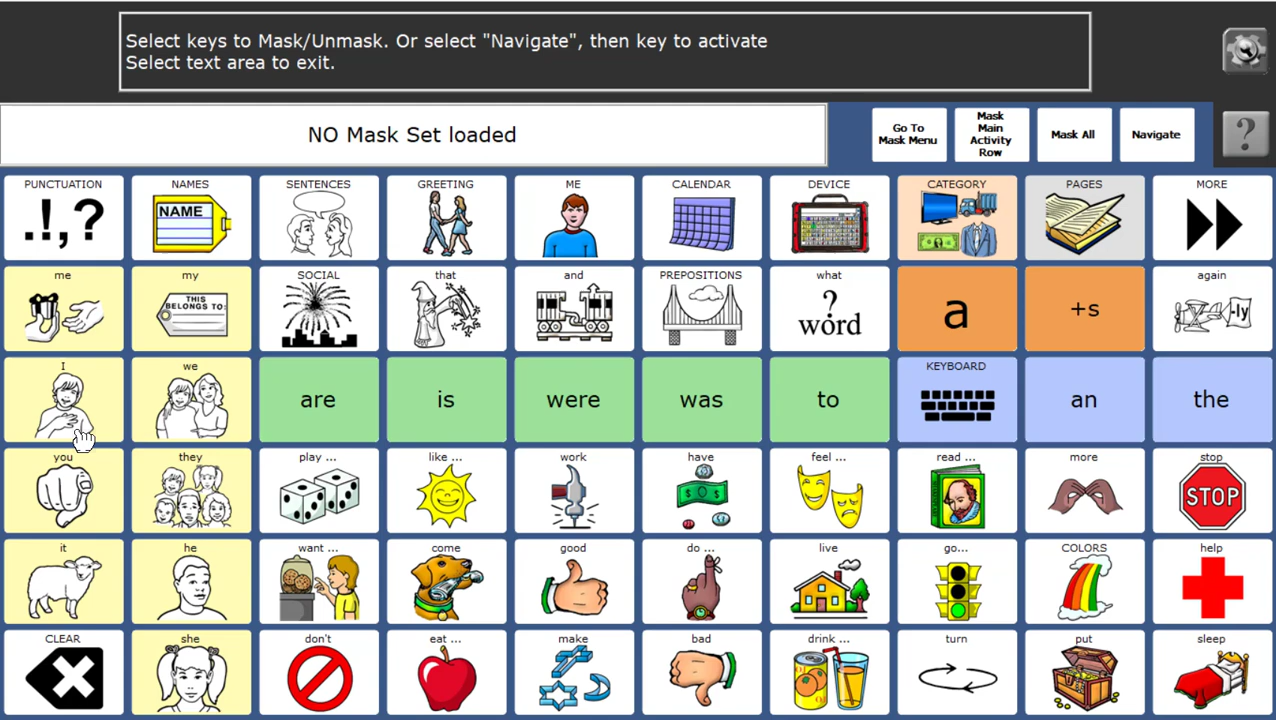 Select keys to Mask/Unmask. Or select "Navigate", then key to activate
Select text area to exit.
NO Mask Set loaded
Go To
Mask Menu
Mask
Main
Activity
Row
Mask All
Navigate
?
PUNCTUATION NAMES SENTENCES GREETING ME CALENDAR DEVICE CATEGORY PAGES MORE
.!,? NAME
me my SOCIAL that and PREPOSITIONS what a +s again
THIS
BELONGS TO:
?
word
-ly
I we are is were was to KEYBOARD an the
you they play ... like ... work have feel ... read ... more stop
STOP
it he want ... come good do ... live go... COLORS help
CLEAR she don't eat ... make bad drink ... turn put sleep